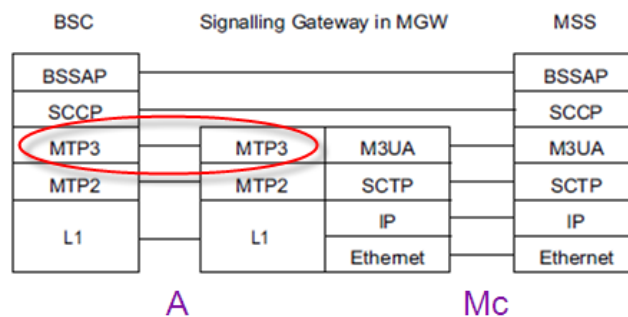 BSC Signalling Gateway in MGW MSS
BSSAP BSSAP
SCCP SCCP
MTP3 MTP3 M3UA M3UA
MTP2 MTP2 SCTP SCTP
L1 L1 IP IP
Ethernet Ethernet
A Mc